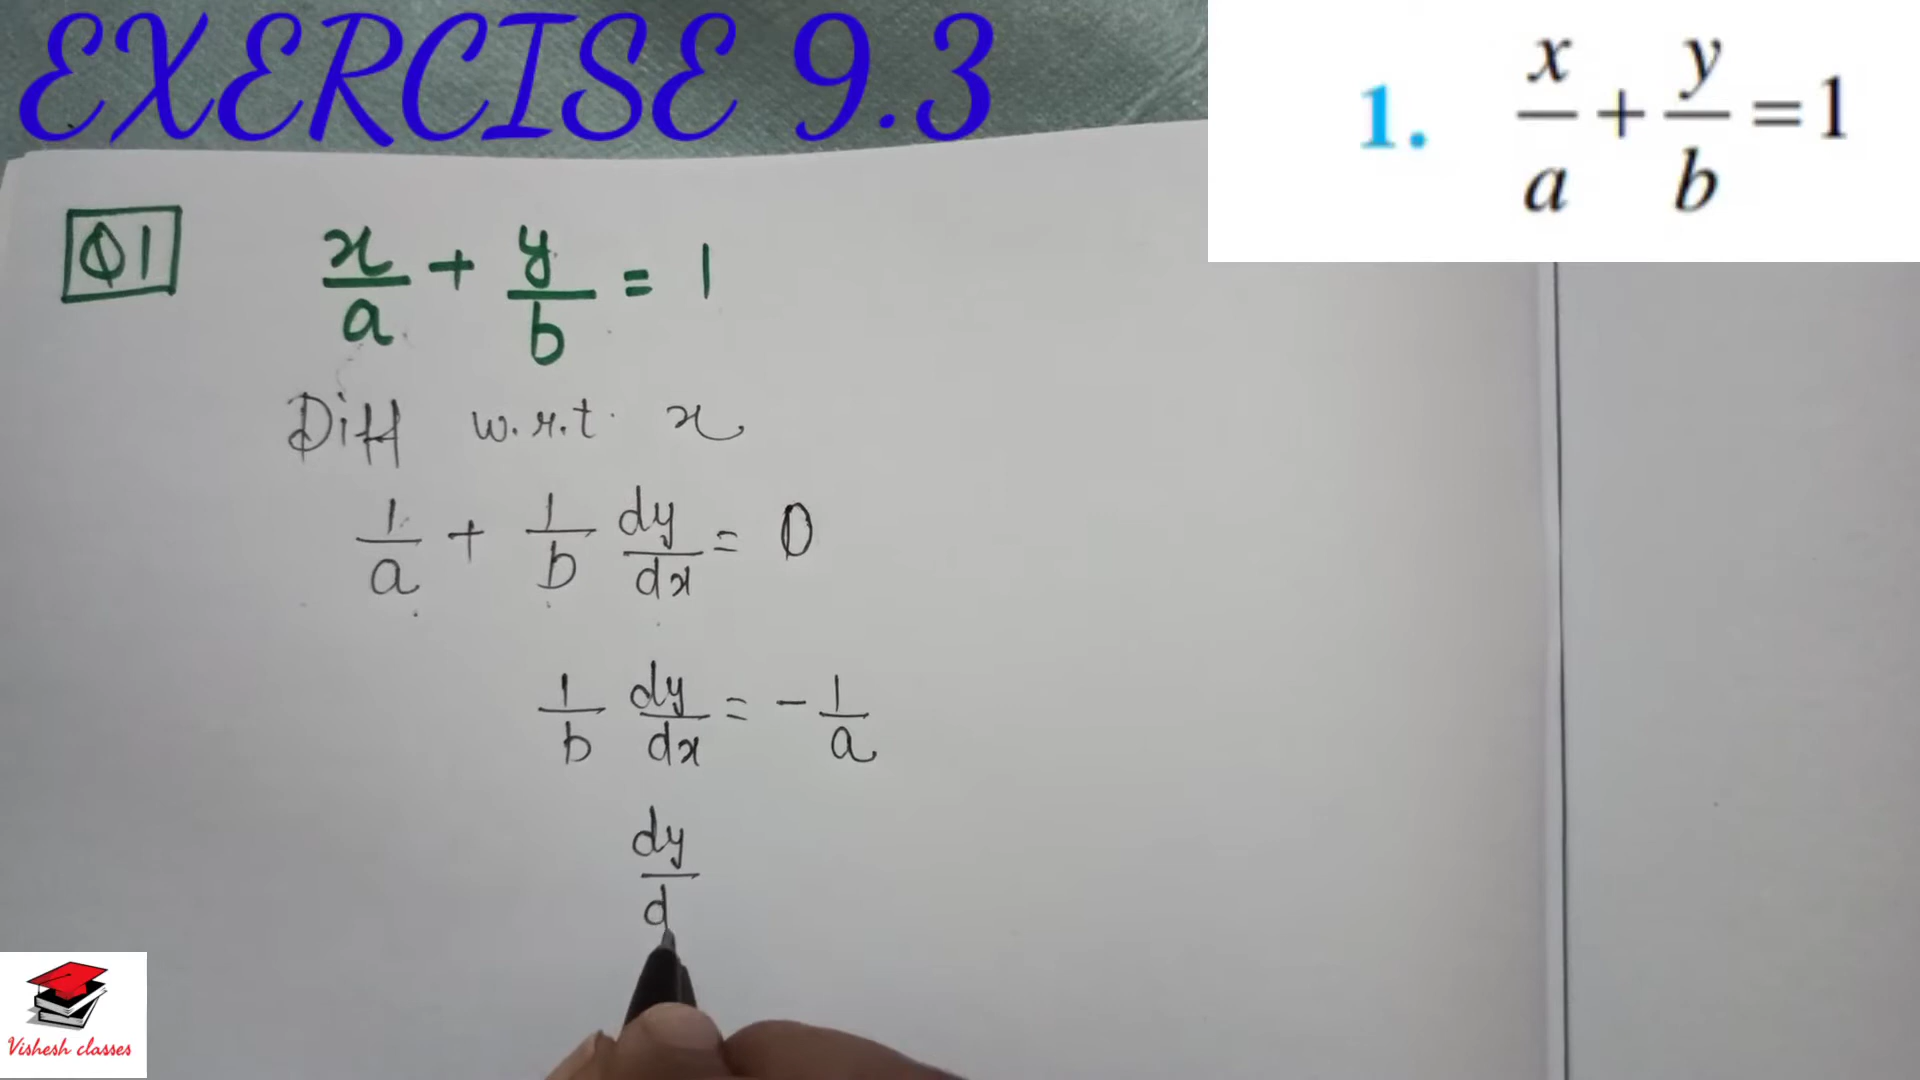 EXERCISE 9.3
1. x/a + y/b = 1
Q1 x/a + y/b = 1
Diff w.r.t. x
1/a + 1/b dy/dx = 0
1/b dy/dx = - 1/a
dy/d
Vishesh classes